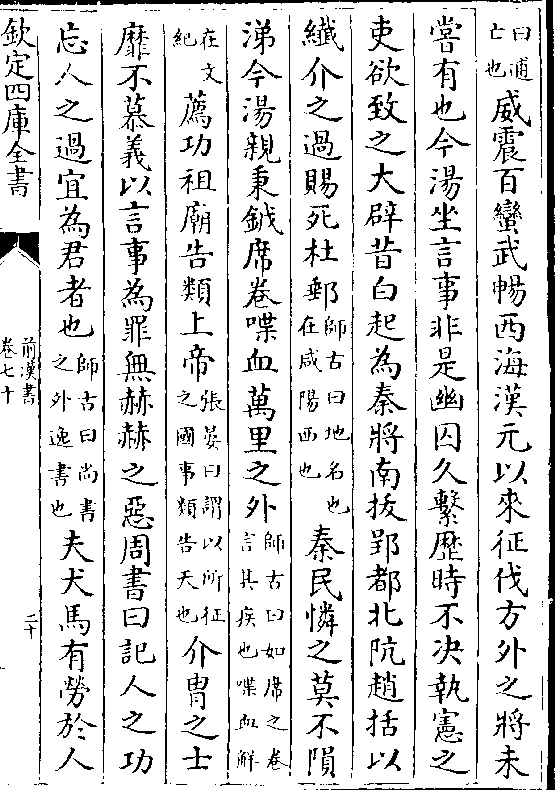 曰逋亡也威震百蠻武暢西海漢元以來征伐方外之將未
嘗有也今湯坐言事非是幽囚久繫歴時不決執憲之
吏欲致之大辟昔白起為秦將南拔郢都北阬趙括以
纎介之過賜死杜郵師古曰地名也在咸陽西也秦民憐之莫不隕
涕今湯親秉鉞席卷喋血萬里之外師古曰如席之卷言其疾也喋血解
在文紀薦功祖廟告類上帝張晏曰謂以所征之國事類告天也介胄之士
靡不慕義以言事為罪無赫赫之惡周書曰記人之功
忘人之過宜為君者也師古曰尚書之外逸書也夫犬馬有勞於人
欽定四庫全書
前漢書
卷七十
二十